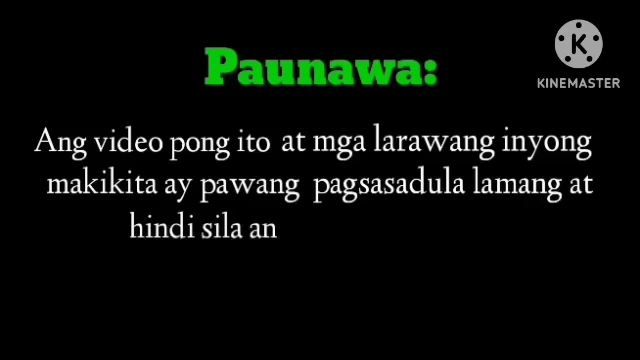 Paunawa:
KINEMASTER
Ang video pong ito at mga larawang inyong
makikita ay pawang pagsasadula lamang at
hindi sila an